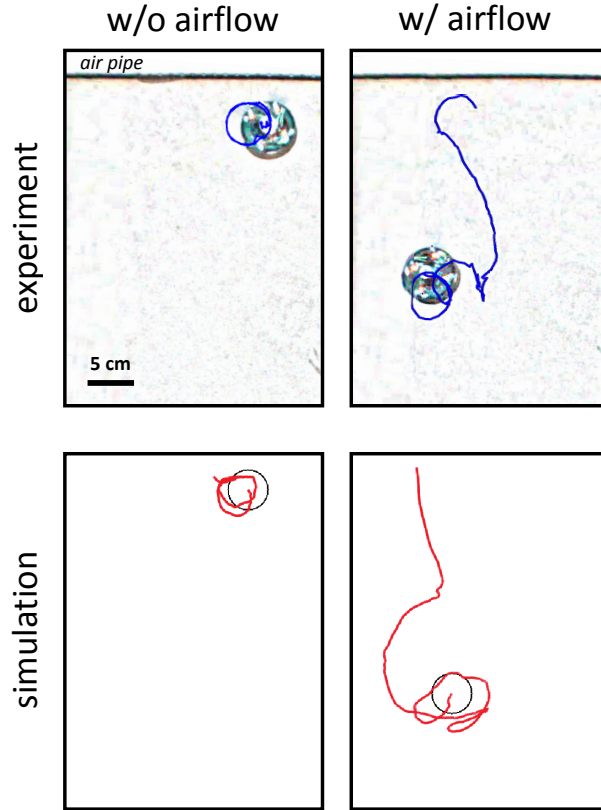 w/o airflow
w/ airflow
air pipe
experiment
5 cm
simulation